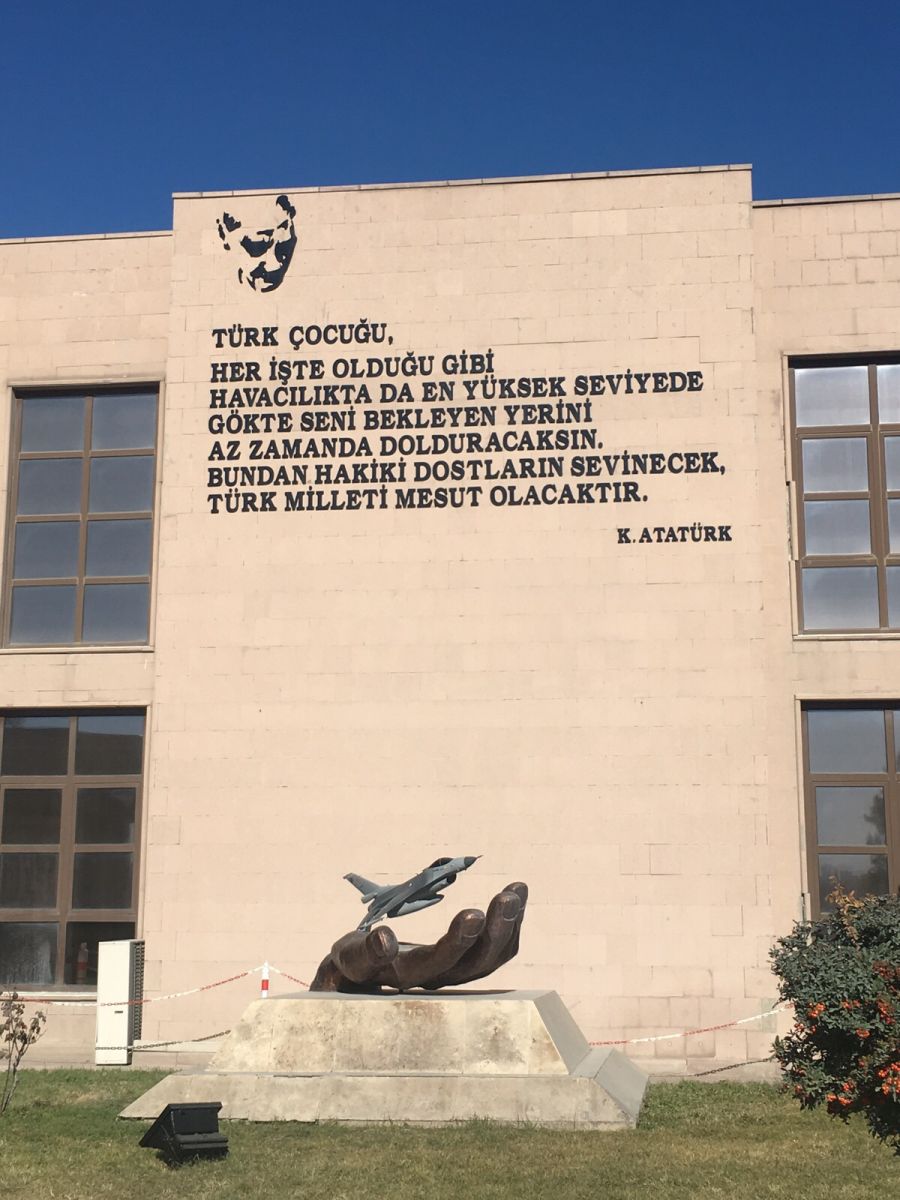 TÜRK ÇOCUĞU,
HER İŞTE OLDUĞU GİBİ
HAVACILIKTA DA EN YÜKSEK SEVİYEDE
GÖKTE SENİ BEKLEYEN YERİNİ
AZ ZAMANDA DOLDURACAKSIN.
BUNDAN HAKİKİ DOSTLARIN SEVİNECEK,
TÜRK MİLLETİ MESUT OLACAKTIR.
K.ATATÜRK